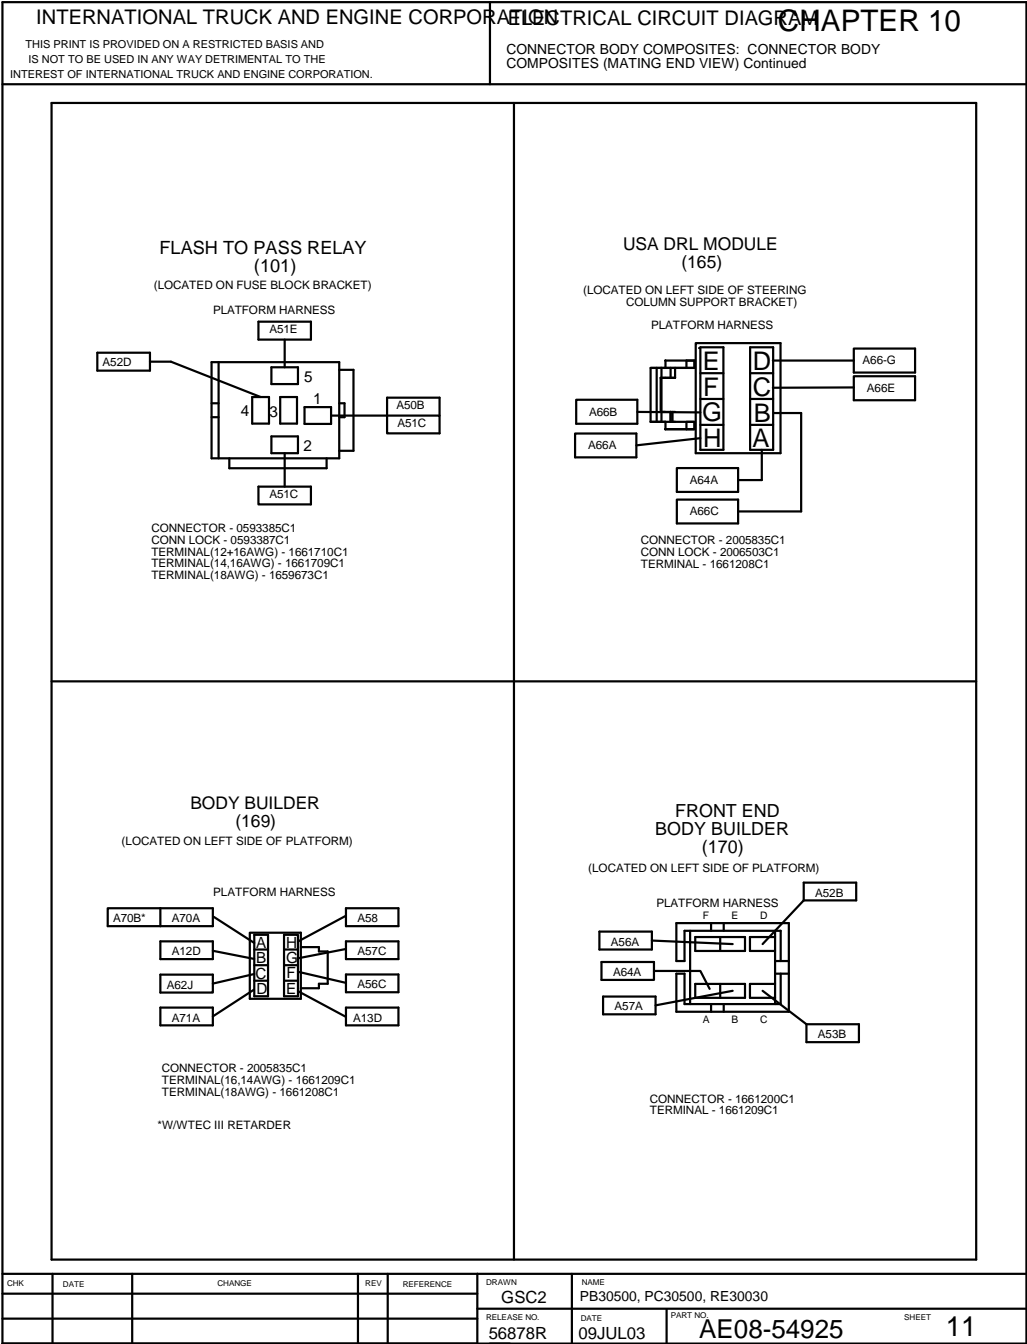 INTERNATIONAL TRUCK AND ENGINE CORPORATION
ELECTRICAL CIRCUIT DIAGRAM
CHAPTER 10
THIS PRINT IS PROVIDED ON A RESTRICTED BASIS AND
IS NOT TO BE USED IN ANY WAY DETRIMENTAL TO THE
INTEREST OF INTERNATIONAL TRUCK AND ENGINE CORPORATION.
CONNECTOR BODY COMPOSITES: CONNECTOR BODY
COMPOSITES (MATING END VIEW) Continued
FLASH TO PASS RELAY
(101)
(LOCATED ON FUSE BLOCK BRACKET)
PLATFORM HARNESS
A51E
A52D
5
4
3
1
A50B
A51C
2
A51C
CONNECTOR - 0593385C1
CONN LOCK - 0593387C1
TERMINAL(12+16AWG) - 1661710C1
TERMINAL(14,16AWG) - 1661709C1
TERMINAL(18AWG) - 1659673C1
USA DRL MODULE
(165)
(LOCATED ON LEFT SIDE OF STEERING
COLUMN SUPPORT BRACKET)
PLATFORM HARNESS
E D A66-G
F C A66E
A66B G B
A66A H A
A64A
A66C
CONNECTOR - 2005835C1
CONN LOCK - 2006503C1
TERMINAL - 1661208C1
BODY BUILDER
(169)
(LOCATED ON LEFT SIDE OF PLATFORM)
PLATFORM HARNESS
A70B* A70A A H A58
A12D B G A57C
A62J C F A56C
A71A D E A13D
CONNECTOR - 2005835C1
TERMINAL(16,14AWG) - 1661209C1
TERMINAL(18AWG) - 1661208C1
*W/WTEC III RETARDER
FRONT END
BODY BUILDER
(170)
(LOCATED ON LEFT SIDE OF PLATFORM)
A52B
PLATFORM HARNESS
F E D
A56A
A64A
A57A
A B C
A53B
CONNECTOR - 1661200C1
TERMINAL - 1661209C1
CHK DATE CHANGE REV REFERENCE
DRAWN
GSC2
NAME
PB30500, PC30500, RE30030
RELEASE NO.
56878R
DATE
09JUL03
PART NO.
AE08-54925
SHEET 11